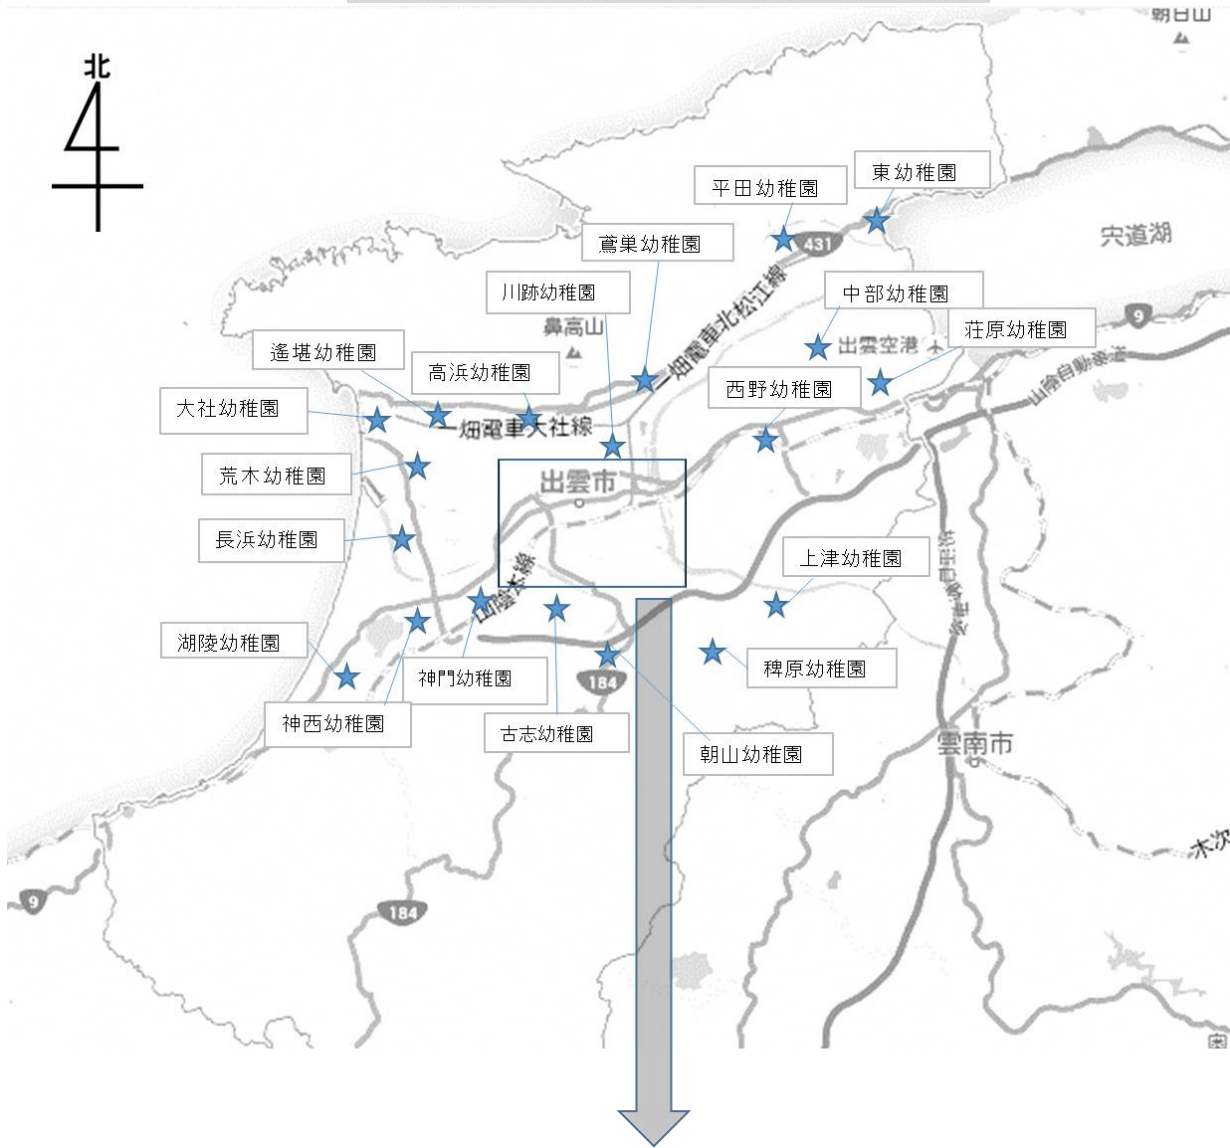 朝日山
北
東幼稚園
平田幼稚園
鳶巣幼稚園
431
宍道湖
川跡幼稚園
中部幼稚園
9
鼻高山
一畑電車北松江線
荘原幼稚園
遙堪幼稚園
出雲空港
高浜幼稚園
西野幼稚園
山陰自動車道
大社幼稚園
一畑電車大社線
荒木幼稚園
出雲市
長浜幼稚園
上津幼稚園
山陰本線
松江自動車道
湖陵幼稚園
神門幼稚園
稗原幼稚園
184
神西幼稚園
古志幼稚園
朝山幼稚園
雲南市
木次
9
184
奥